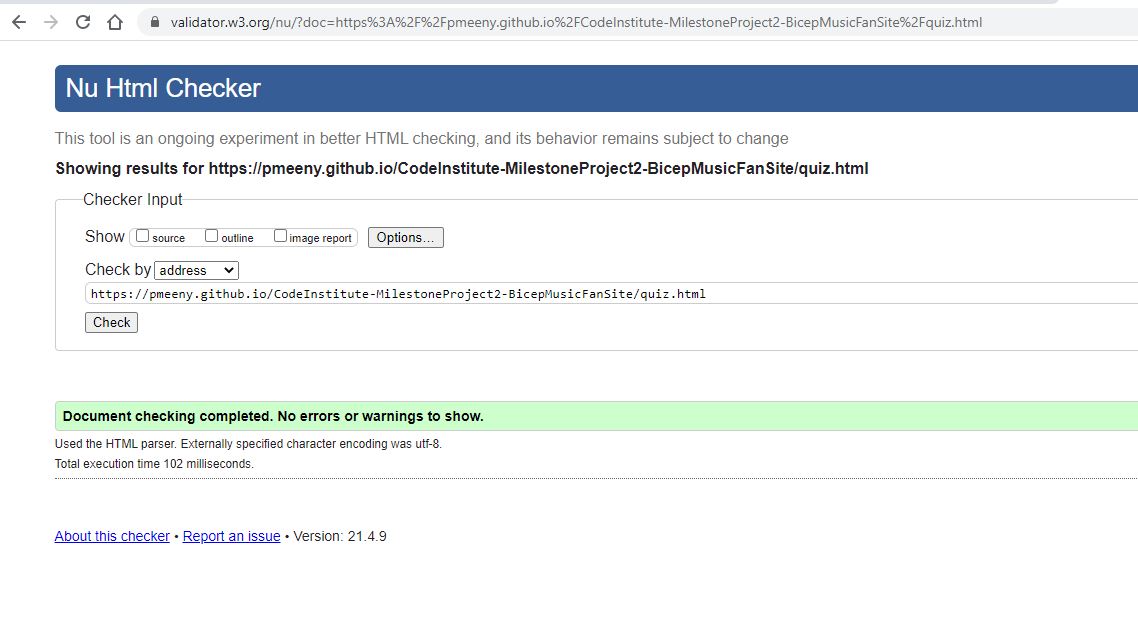 validator.w3.org/nu/?doc=https%3A%2F%2Fpmeeny.github.io%2FCodeInstitute-MilestoneProject2-BicepMusicFanSite%2Fquiz.html
Nu Html Checker
This tool is an ongoing experiment in better HTML checking, and its behavior remains subject to change
Showing results for https://pmeeny.github.io/CodeInstitute-MilestoneProject2-BicepMusicFanSite/quiz.html
Checker Input
Show source outline image report Options...
Check by address
https://pmeeny.github.io/CodeInstitute-MilestoneProject2-BicepMusicFanSite/quiz.html
Check
Document checking completed. No errors or warnings to show.
Used the HTML parser. Externally specified character encoding was utf-8.
Total execution time 102 milliseconds.
About this checker • Report an issue • Version: 21.4.9